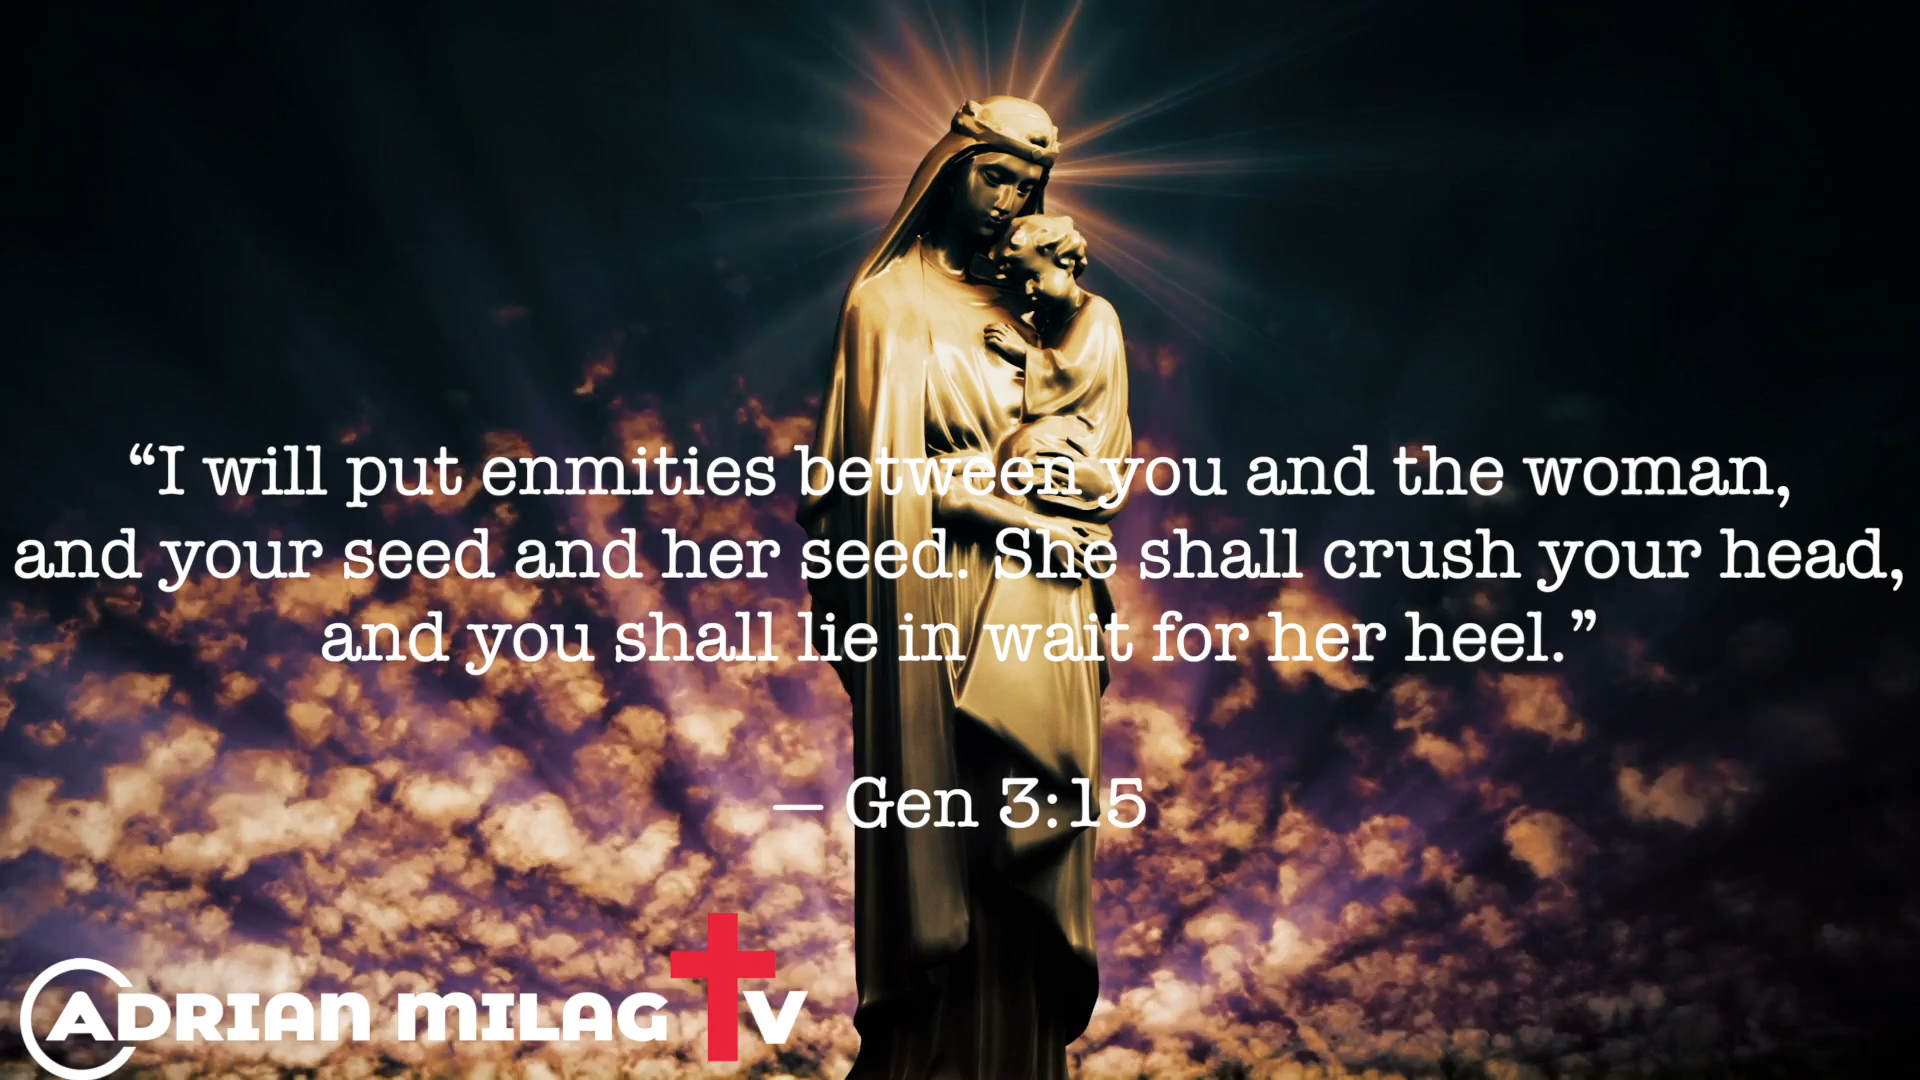 “I will put enmities between you and the woman,
and your seed and her seed. She shall crush your head,
and you shall lie in wait for her heel.”
— Gen 3:15
ADRIAN MILAG TV